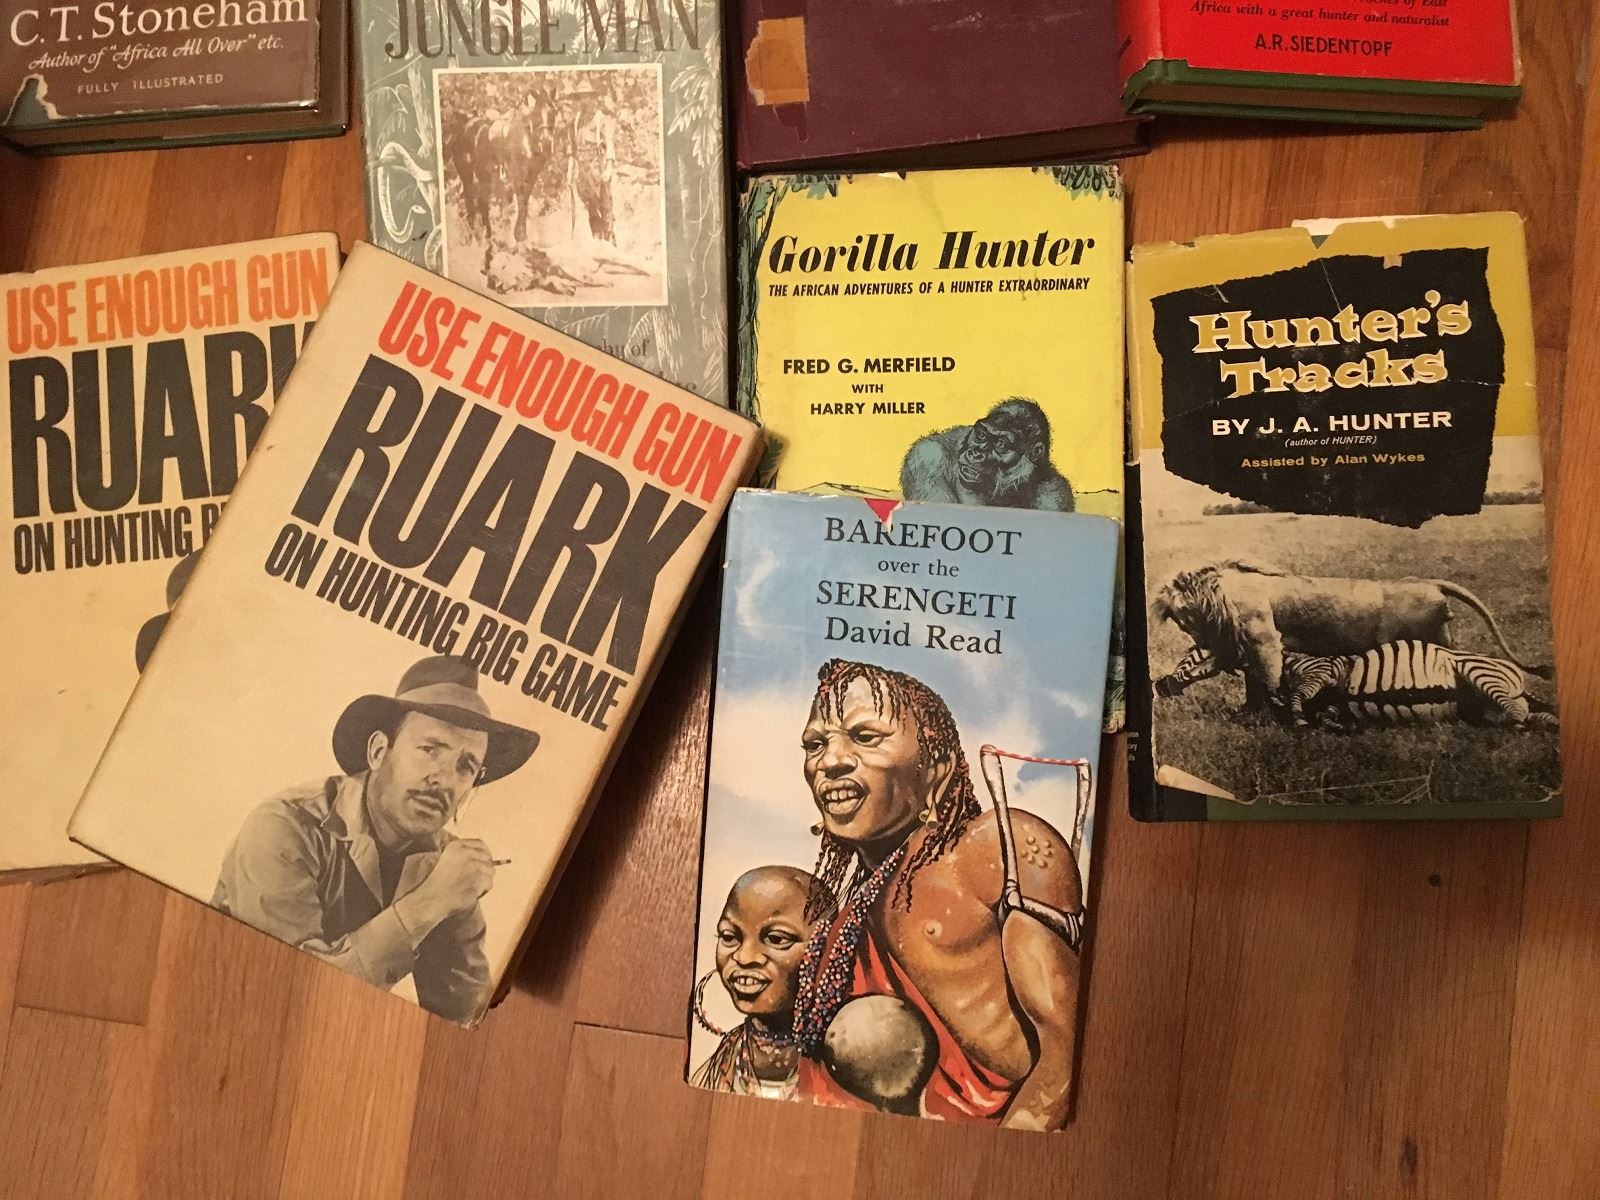 C.T. Stoneham
Author of "Africa All Over" etc.
FULLY ILLUSTRATED
JUNGLE MAN
Africa with a great hunter and naturalist
A.R. SIEDENTOPF
USE ENOUGH GUN
RUARK
ON HUNTING
USE ENOUGH GUN
RUARK
ON HUNTING BIG GAME
Gorilla Hunter
THE AFRICAN ADVENTURES OF A HUNTER EXTRAORDINARY
FRED G. MERFIELD
WITH
HARRY MILLER
Hunter's
Tracks
BY J. A. HUNTER
(author of HUNTER)
Assisted by Alan Wykes
BAREFOOT
over the
SERENGETI
David Read